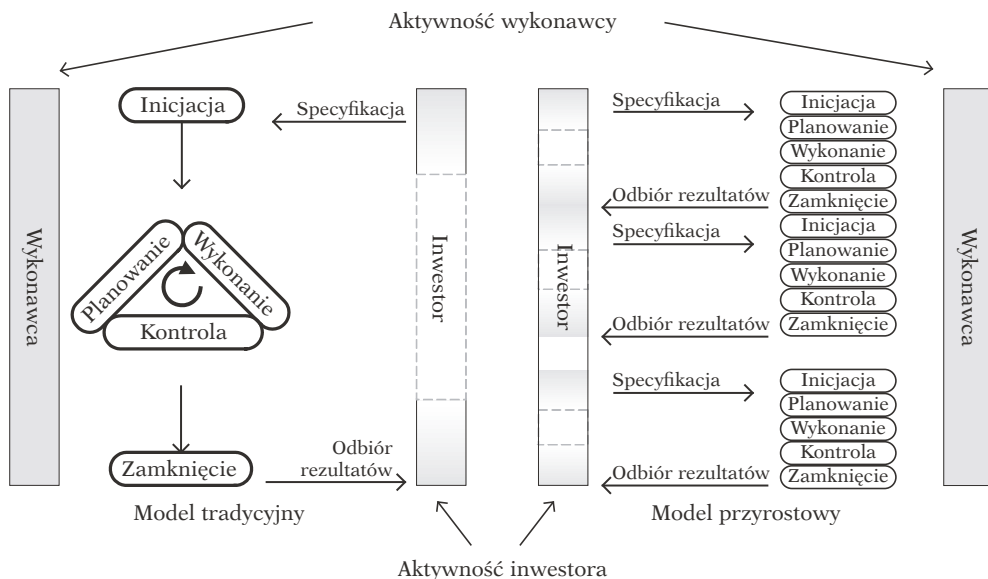 Aktywność wykonawcy
Wykonawca
Inicjacja
Specyfikacja
Planowanie
Wykonanie
Kontrola
Zamknięcie
Odbiór
rezultatów
Model tradycyjny
Inwestor
Inwestor
Specyfikacja
Inicjacja
Planowanie
Wykonanie
Kontrola
Odbiór rezultatów
Zamknięcie
Specyfikacja
Inicjacja
Planowanie
Wykonanie
Kontrola
Odbiór rezultatów
Zamknięcie
Specyfikacja
Inicjacja
Planowanie
Wykonanie
Kontrola
Odbiór rezultatów
Zamknięcie
Model przyrostowy
Wykonawca
Aktywność inwestora